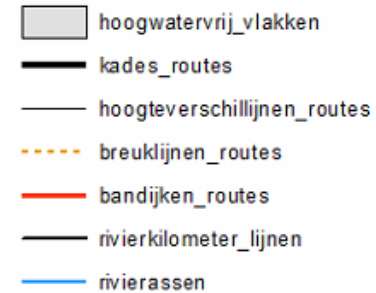 hoogwatervrij_vlakken
kades_routes
hoogteverschillijnen_routes
breuklijnen_routes
bandijken_routes
rivierkilometer_lijnen
rivierassen